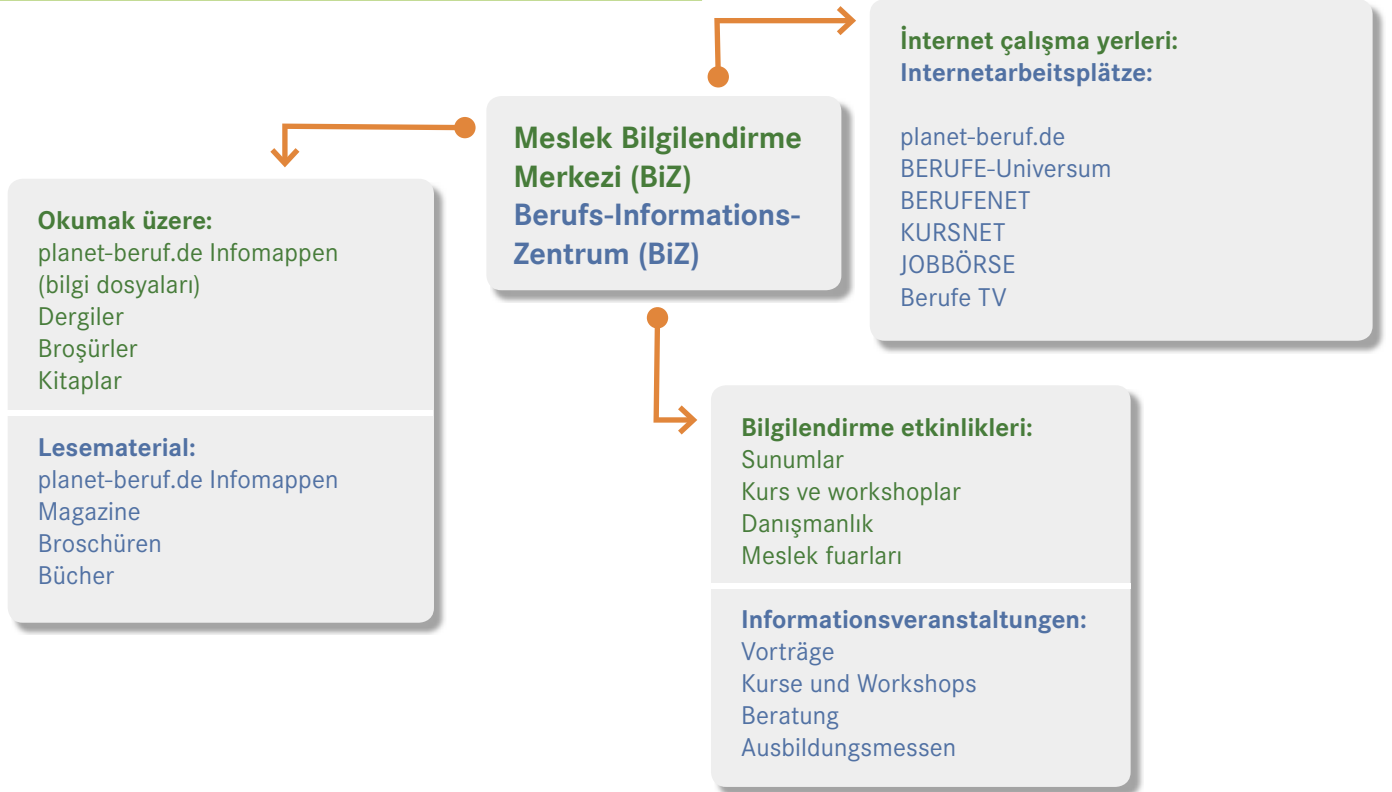 Meslek Bilgilendirme
Merkezi (BiZ)
Berufs-Informations-
Zentrum (BiZ)
İnternet çalışma yerleri:
Internetarbeitsplätze:
planet-beruf.de
BERUFE-Universum
BERUFENET
KURSNET
JOBBÖRSE
Berufe TV
Okumak üzere:
planet-beruf.de Infomappen
(bilgi dosyaları)
Dergiler
Broşürler
Kitaplar
Lesematerial:
planet-beruf.de Infomappen
Magazine
Broschüren
Bücher
Bilgilendirme etkinlikleri:
Sunumlar
Kurs ve workshoplar
Danışmanlık
Meslek fuarları
Informationsveranstaltungen:
Vorträge
Kurse und Workshops
Beratung
Ausbildungsmessen